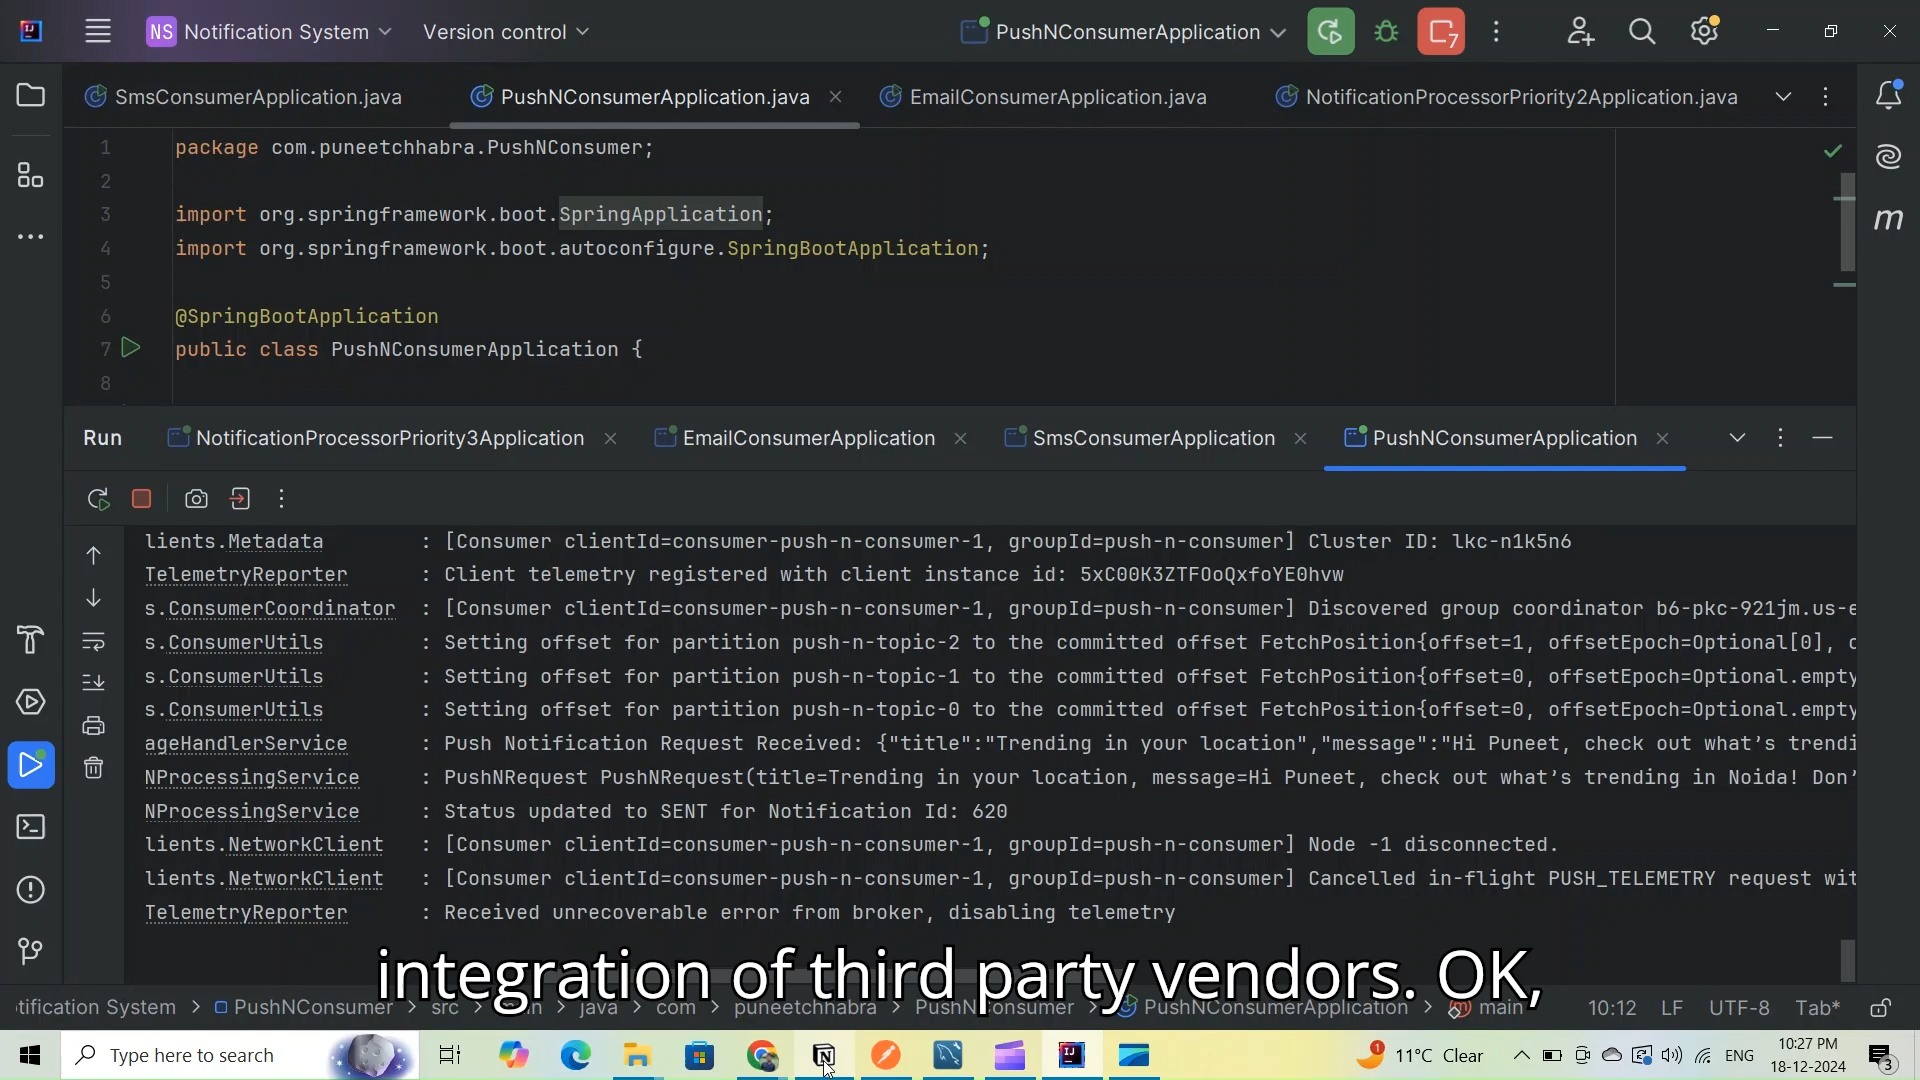 NS Notification System Version control PushNConsumerApplication 7
SmsConsumerApplication.java PushNConsumerApplication.java EmailConsumerApplication.java NotificationProcessorPriority2Application.java
1 package com.puneetchhabra.PushNConsumer;
2
3 import org.springframework.boot.SpringApplication;
4 import org.springframework.boot.autoconfigure.SpringBootApplication;
5
6 @SpringBootApplication
7 public class PushNConsumerApplication {
8
Run NotificationProcessorPriority3Application EmailConsumerApplication SmsConsumerApplication PushNConsumerApplication
lients.Metadata : [Consumer clientId=consumer-push-n-consumer-1, groupId=push-n-consumer] Cluster ID: lkc-n1k5n6
TelemetryReporter : Client telemetry registered with client instance id: 5xC00K3ZTFOoQxfoYE0hvw
s.ConsumerCoordinator : [Consumer clientId=consumer-push-n-consumer-1, groupId=push-n-consumer] Discovered group coordinator b6-pkc-921jm.us-e
s.ConsumerUtils : Setting offset for partition push-n-topic-2 to the committed offset FetchPosition{offset=1, offsetEpoch=Optional[0], c
s.ConsumerUtils : Setting offset for partition push-n-topic-1 to the committed offset FetchPosition{offset=0, offsetEpoch=Optional.empty
s.ConsumerUtils : Setting offset for partition push-n-topic-0 to the committed offset FetchPosition{offset=0, offsetEpoch=Optional.empty
ageHandlerService : Push Notification Request Received: {"title":"Trending in your location","message":"Hi Puneet, check out what's trendi
NProcessingService : PushNRequest PushNRequest(title=Trending in your location, message=Hi Puneet, check out what's trending in Noida! Don'
NProcessingService : Status updated to SENT for Notification Id: 620
lients.NetworkClient : [Consumer clientId=consumer-push-n-consumer-1, groupId=push-n-consumer] Node -1 disconnected.
lients.NetworkClient : [Consumer clientId=consumer-push-n-consumer-1, groupId=push-n-consumer] Cancelled in-flight PUSH_TELEMETRY request wit
TelemetryReporter : Received unrecoverable error from broker, disabling telemetry
integration of third party vendors. OK,
tification System > PushNConsumer > src > java > com > puneetchhabra > PushNConsumer > PushNConsumerApplication > main 10:12 LF UTF-8 Tab*
Type here to search 1 11°C Clear ENG 10:27 PM 3
18-12-2024